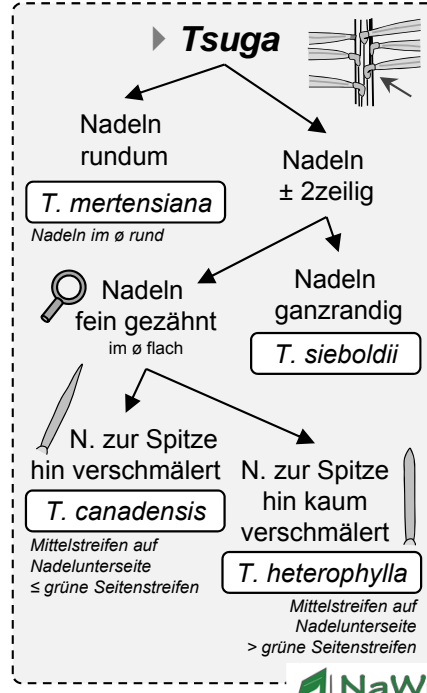 Tsuga
Nadeln
rundum
T. mertensiana
Nadeln im ø rund
Nadeln
± 2zeilig
Nadeln
fein gezähnt
im ø flach
Nadeln
ganzrandig
T. sieboldii
N. zur Spitze
hin verschmälert
T. canadensis
Mittelstreifen auf
Nadelunterseite
≤ grüne Seitenstreifen
N. zur Spitze
hin kaum
verschmälert
T. heterophylla
Mittelstreifen auf
Nadelunterseite
> grüne Seitenstreifen
NaW